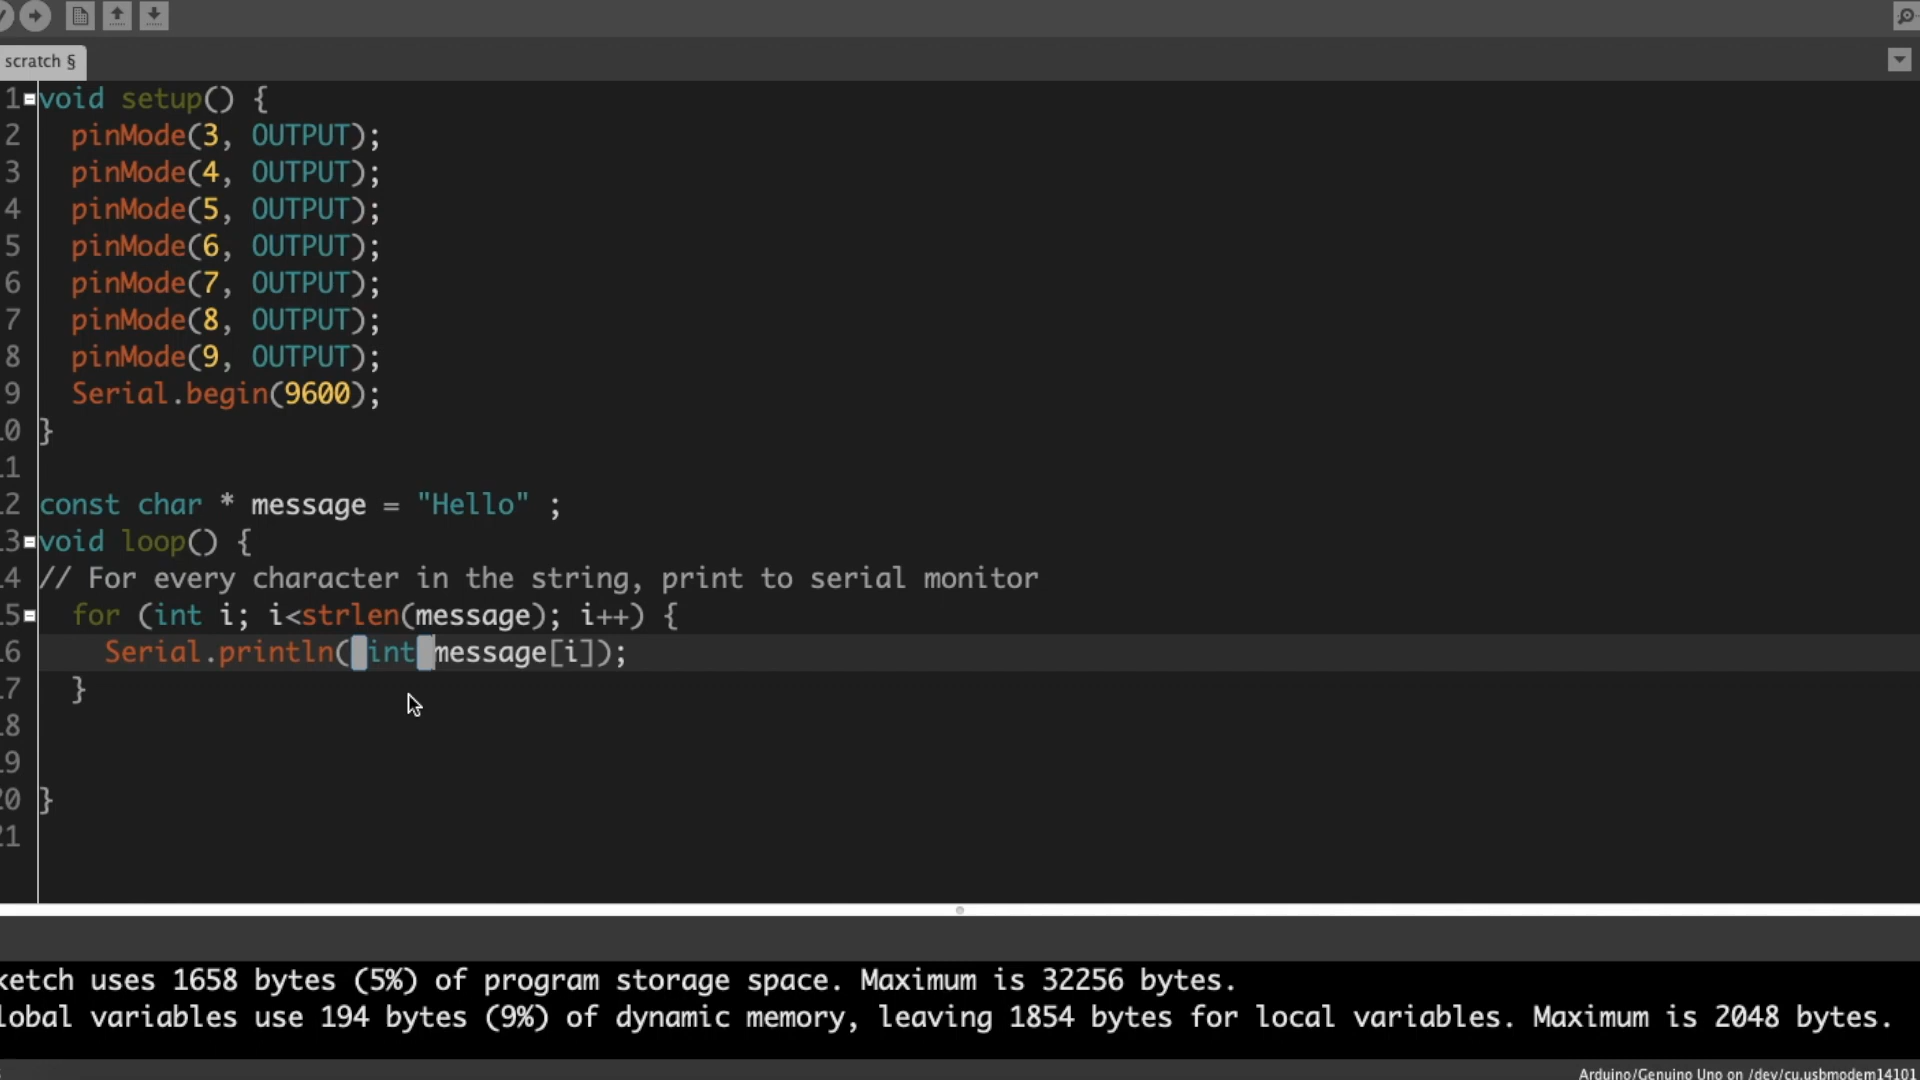 scratch §
1 void setup() {
2 pinMode(3, OUTPUT);
3 pinMode(4, OUTPUT);
4 pinMode(5, OUTPUT);
5 pinMode(6, OUTPUT);
6 pinMode(7, OUTPUT);
7 pinMode(8, OUTPUT);
8 pinMode(9, OUTPUT);
9 Serial.begin(9600);
0 }
1
2 const char * message = "Hello" ;
3 void loop() {
4 // For every character in the string, print to serial monitor
5 for (int i; i<strlen(message); i++) {
6 Serial.println((int)message[i]);
7 }
8
9
20 }
21
ketch uses 1658 bytes (5%) of program storage space. Maximum is 32256 bytes.
lobal variables use 194 bytes (9%) of dynamic memory, leaving 1854 bytes for local variables. Maximum is 2048 bytes.
Arduino/Genuino Uno on /dev/cu.usbmodem14101